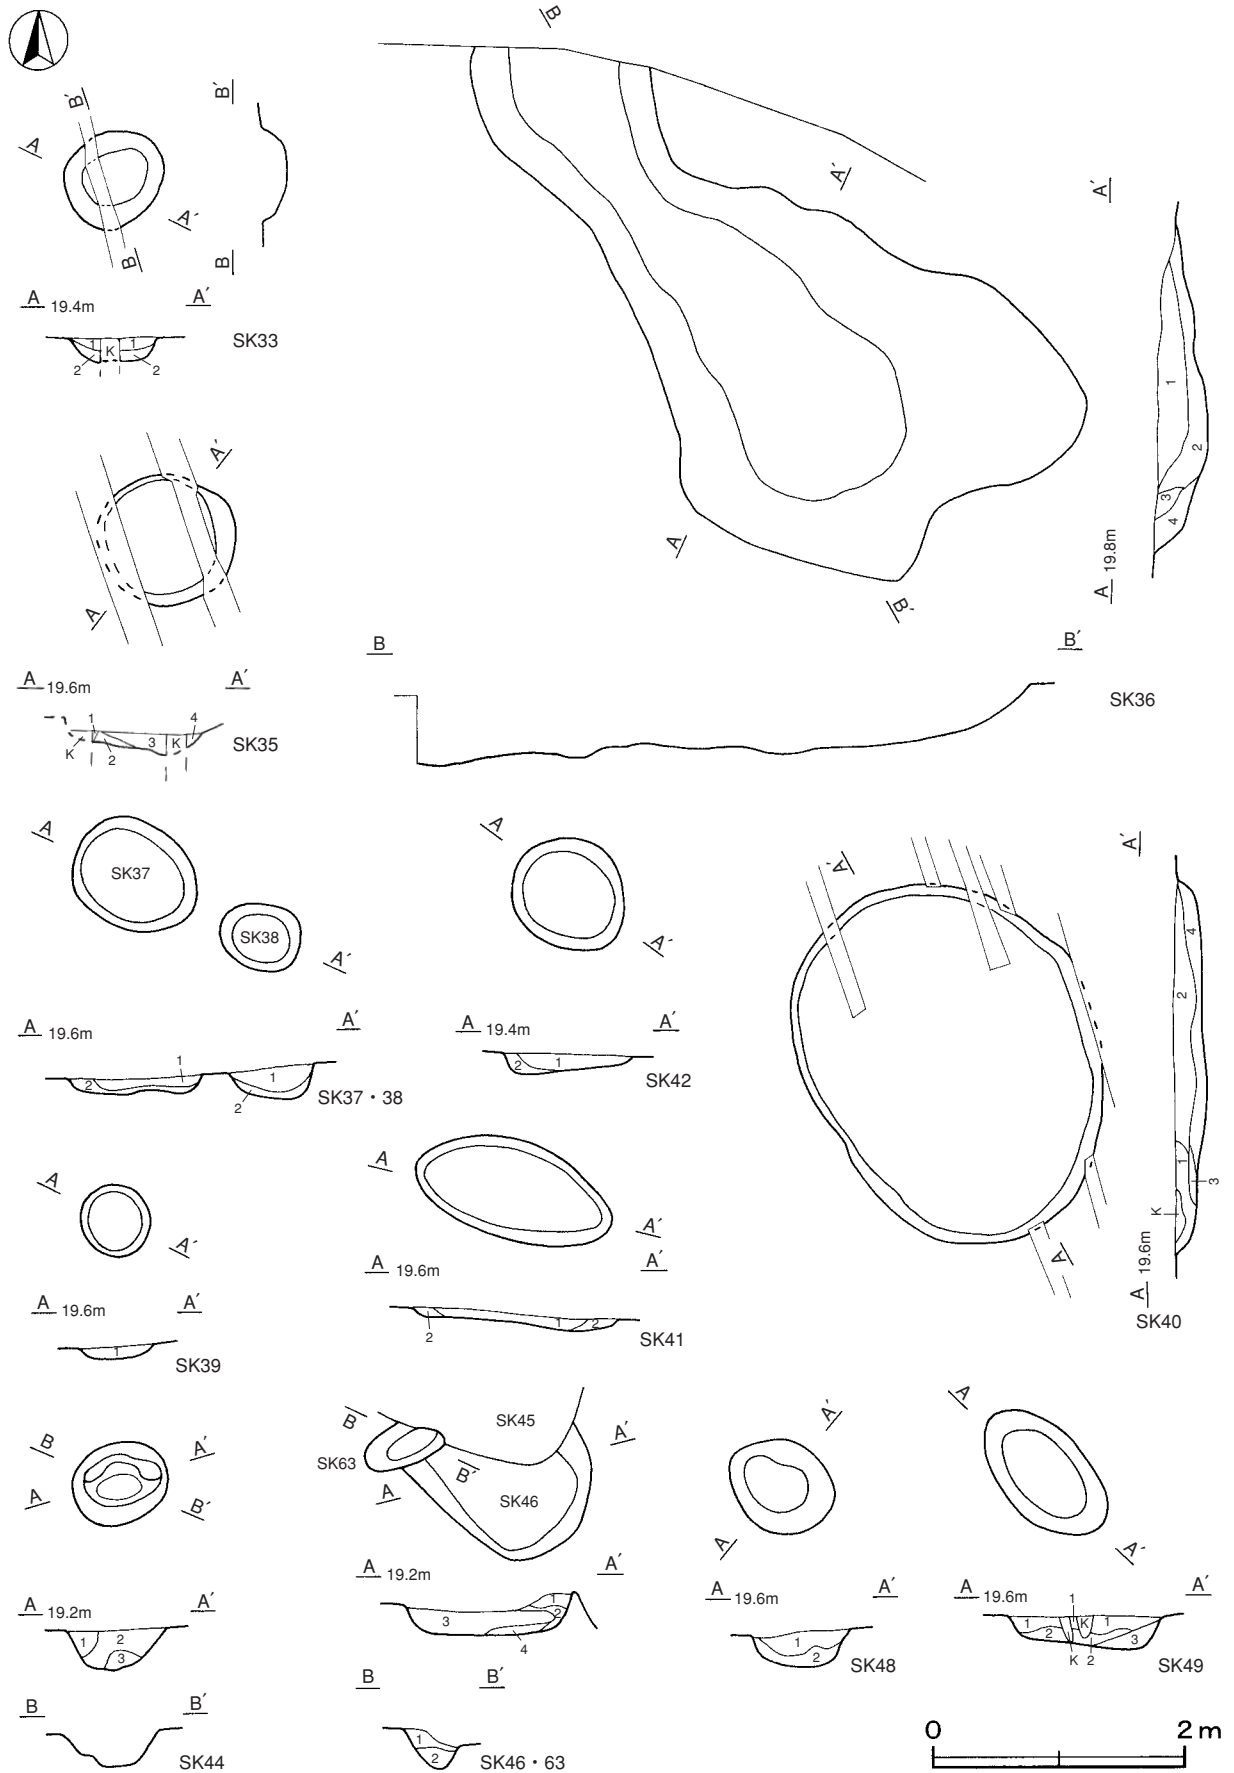 B′
A
A′
B
B′
B
A 19.4m A′
1 K 1
2 2
SK33
B
A′
A
B′
A′
1
2
3
4
A 19.8m
B B′
SK36
A′
A
A 19.6m A′
1 4
K 2 3 K
SK35
A
SK37
SK38
A′
A 19.6m A′
1
2
1
2
SK37・38
A
A′
A 19.4m A′
2 1
SK42
A′
A
A′
4
2
1
3
K
A 19.6m
SK40
A
A′
A 19.6m A′
1
SK39
A
A′
A 19.6m A′
1 2
2
SK41
B
A′
A
B′
A 19.2m A′
1 2
3
B B′
SK44
B
SK45
A′
SK63
B′
A
SK46
A 19.2m A′
1
2
3
4
B B′
1
2
SK46・63
A′
A
A 19.6m A′
1
2
SK48
A
A′
A 19.6m A′
1
1 K 1
2 3
K 2
SK49
0 2m